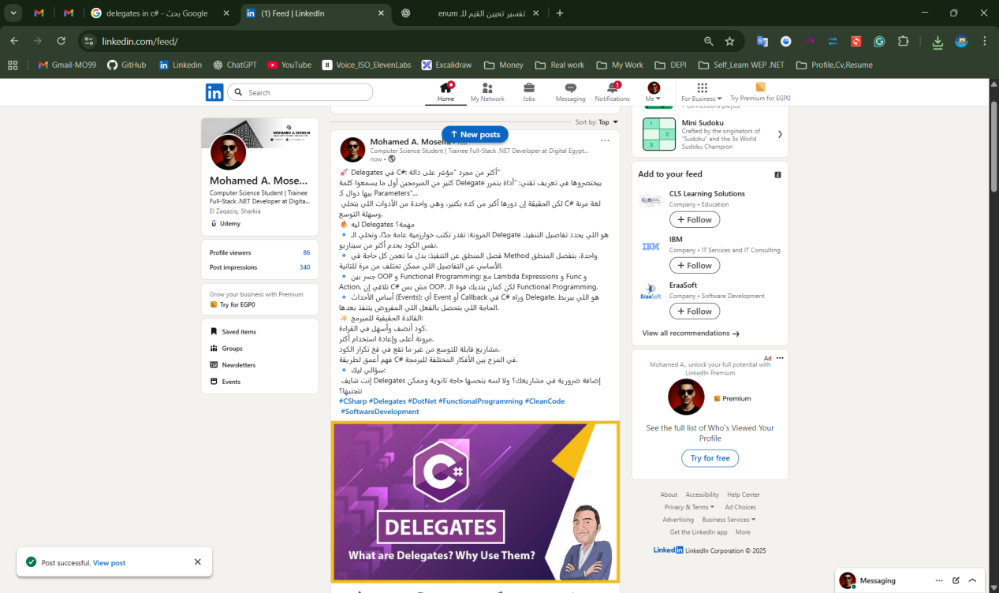 delegates in c# - بحث Google
(1) Feed | LinkedIn
تفسير تعيين القيم للـ enum
linkedin.com/feed/
Gmail-MO99
GitHub
Linkedin
ChatGPT
YouTube
Voice_ISO_ElevenLabs
Excalidraw
Money
Real work
My Work
DEPI
Self_Learn WEP .NET
Profile,Cv,Resume
Search
Home
My Network
Jobs
Messaging
1
Notifications
Me
For Business
Try Premium for EGP0
MOHAMED A. MOSELHI
Mohamed A. Mose...
Computer Science Student | Trainee
Full-Stack .NET Developer at Digita...
El Zagaziq, Sharkia
Udemy
Profile viewers 86
Post impressions 340
Grow your business with Premium
Try for EGP0
Saved items
Groups
Newsletters
Events
Sort by: Top
↑ New posts
Mohamed A. Moselhi • You
Computer Science Student | Trainee Full-Stack .NET Developer at Digital Egypt...
now •
🚀 Delegates في C#: أكثر من مجرد "مؤشر على دالة"
كتير من المبرمجين أول ما يسمعوا كلمة Delegate بيختصروها في تعريف تقني: "أداة بتمرر
بيها دوال كـ Parameters"...
لكن الحقيقة إن دورها أكبر من كده بكتير، وهي واحدة من الأدوات اللي بتخلي C# لغة مرنة
وسهلة التوسع.
🔥 ليه Delegates مهمة؟
🔹 المرونة: تقدر تكتب خوارزمية عامة جدًا، وتخلي الـ Delegate هو اللي يحدد تفاصيل التنفيذ.
نفس الكود يخدم أكتر من سيناريو.
🔹 فصل المنطق عن التنفيذ: بدل ما تعجن كل حاجة في Method واحدة، بتفصل المنطق
الأساسي عن التفاصيل اللي ممكن تختلف من مرة للتانية.
🔹 جسر بين OOP و Functional Programming: مع Lambda Expressions و Func و
Action، تلاقي إن C# مش بس OOP، لكن كمان بتديك قوة الـ Functional Programming.
🔹 أساس الأحداث (Events): أي Event أو Callback في C# وراه Delegate. هو اللي بيربط
الحاجة اللي بتحصل بالفعل اللي المفروض يتنفذ بعدها.
✨ الفائدة الحقيقية للمبرمج:
كود أنضف وأسهل في القراءة.
مرونة أعلى وإعادة استخدام أكتر.
مشاريع قابلة للتوسع من غير ما تقع في فخ تكرار الكود.
فهم أعمق لطريقة C# في المزج بين الأفكار المختلفة للبرمجة.
🔹 سؤالي ليك:
إنت شايف Delegates إضافة ضرورية في مشاريعك؟ ولا لسه بتحسها حاجة ثانوية وممكن
تتجنبها؟
#CSharp #Delegates #DotNet #FunctionalProgramming #CleanCode
#SoftwareDevelopment
C#
DELEGATES
What are Delegates? Why Use Them?
7 connections played
Mini Sudoku
Crafted by the originators of
"Sudoku" and the 3x World
Sudoku Champion
Add to your feed
CLS Learning Solutions
Company • Education
+ Follow
IBM
IBM
Company • IT Services and IT Consulting
+ Follow
EraaSoft
EraaSoft
Company • Software Development
+ Follow
View all recommendations →
Ad •••
Mohamed A., unlock your full potential with
LinkedIn Premium
Premium
See the full list of Who's Viewed Your
Profile
Try for free
About Accessibility Help Center
Privacy & Terms Ad Choices
Advertising Business Services
Get the LinkedIn app More
LinkedIn LinkedIn Corporation © 2025
Post successful. View post
Messaging